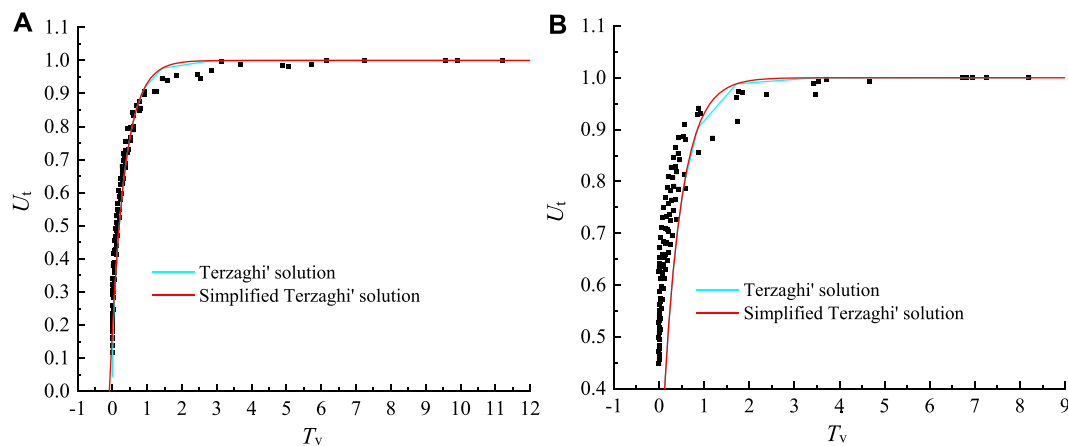 A
1.1
1.0
0.9
0.8
0.7
0.6
0.5
0.4
0.3
0.2
0.1
0.0
Ut
Terzaghi' solution
Simplified Terzaghi' solution
-1 0 1 2 3 4 5 6 7 8 9 10 11 12
Tv
B
1.1
1.0
0.9
0.8
0.7
0.6
0.5
0.4
Ut
Terzaghi' solution
Simplified Terzaghi' solution
-1 0 1 2 3 4 5 6 7 8 9
Tv